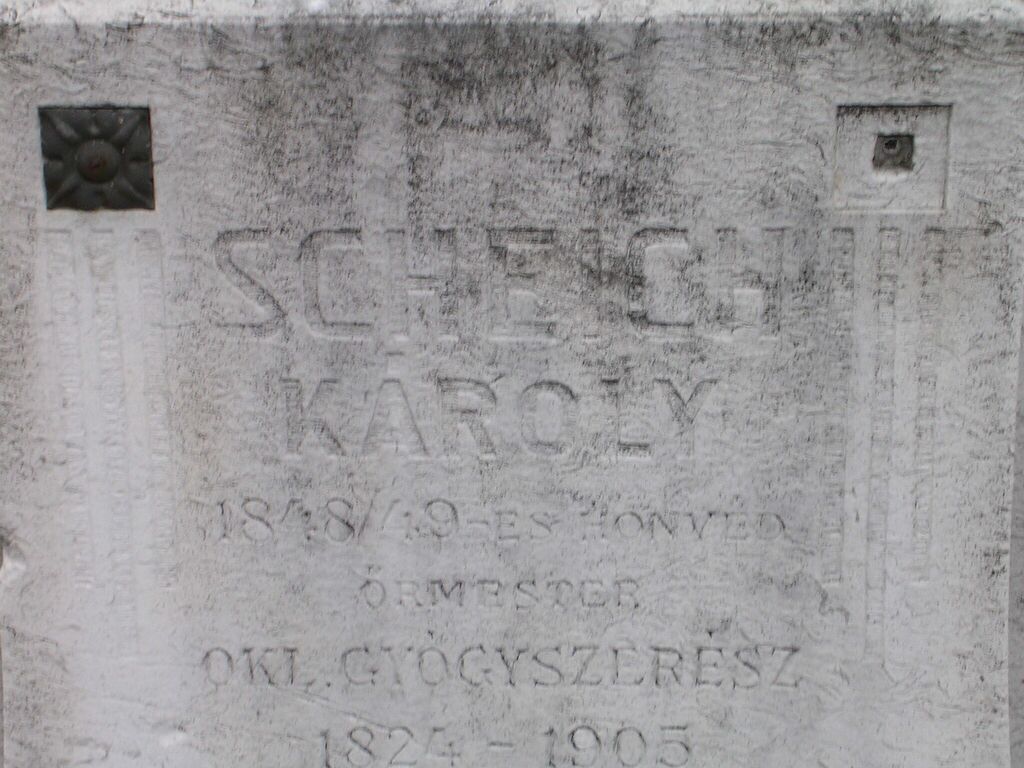 SCHEICH
KÁROLY
1848/49-ES HONVÉD
ŐRMESTER
OKL. GYÓGYSZERÉSZ
1824 - 1905